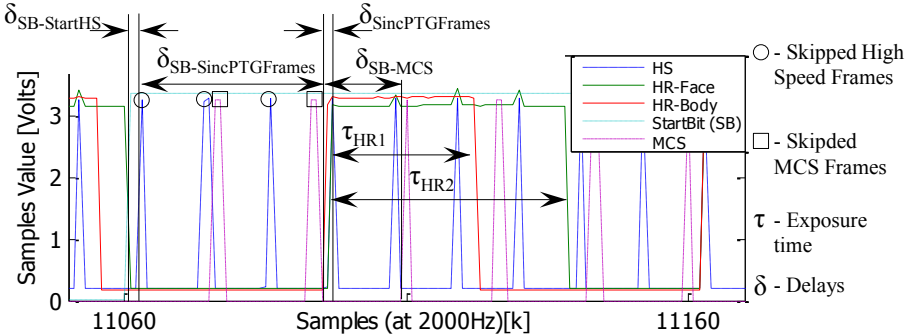 δSB-StartHS
δSincPTGFrames
δSB-SincPTGFrames
δSB-MCS
τHR1
τHR2
HS
HR-Face
HR-Body
StartBit (SB)
MCS
- Skipped High
Speed Frames
- Skipded
MCS Frames
τ - Exposure
time
δ - Delays
Samples Value [Volts]
3
2
1
0
11060
Samples (at 2000Hz)[k]
11160